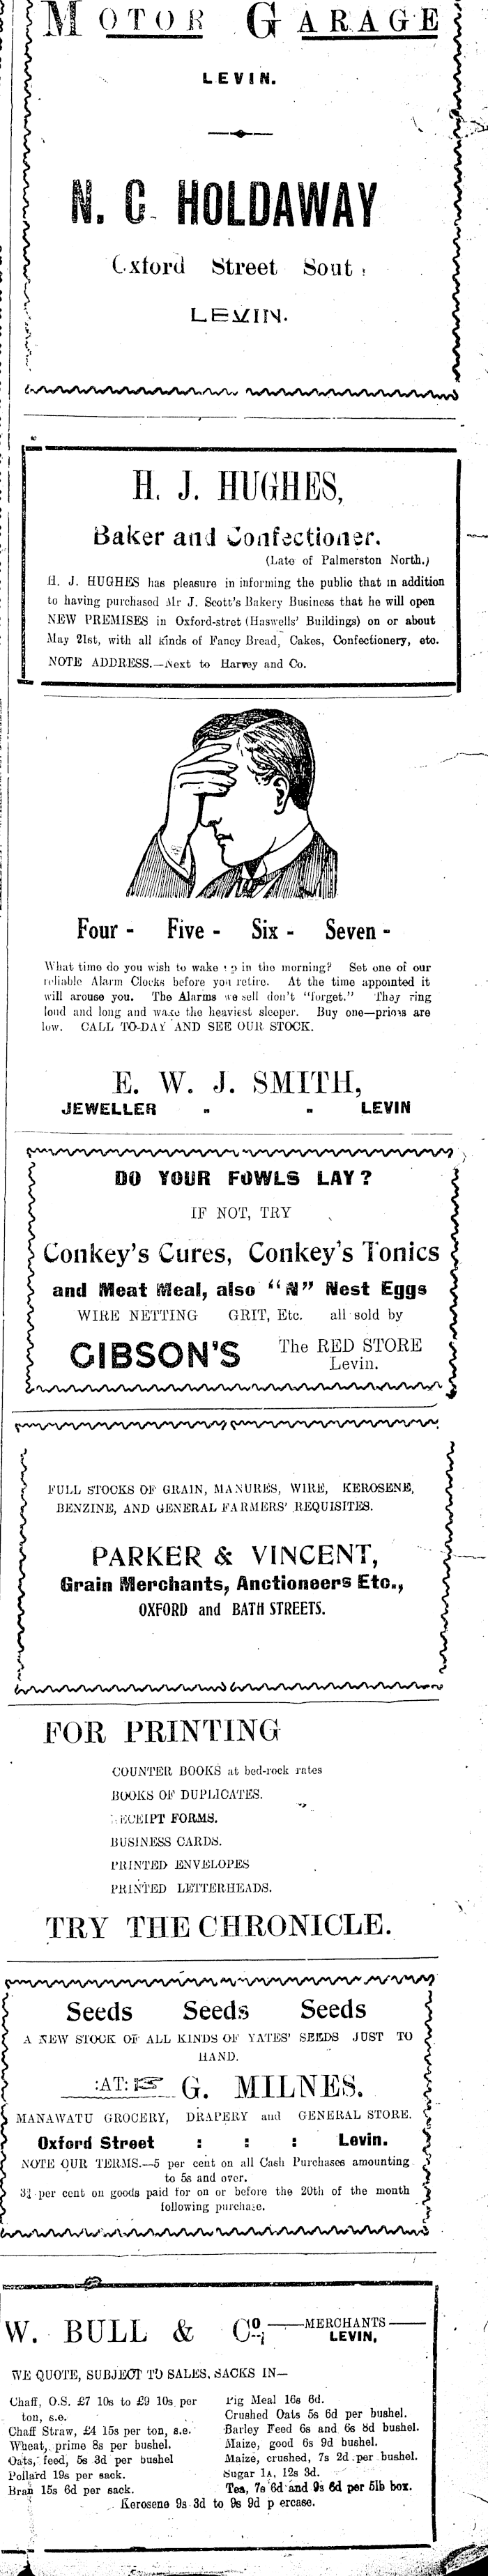 MOTOR GARAGE
LEVIN.
N. C. HOLDAWAY
Oxford Street
LEVIN.
H. J. HUGHES,
Baker and Confectioner.
(Late of Palmerston North.)
H. J. HUGHES has pleasure in informing the public that in addition
to having purchased Mr J. Scott's Bakery Business that he will open
NEW PREMISES in Oxford-stret (Haswells' Buildings) on or about
May 21st, with all kinds of Fancy Bread, Cakes, Confectionery, etc.
NOTE ADDRESS.—Next to Harvey and Co.
Four - Five - Six - Seven -
What time do you wish to wake up in the morning? Set one of our
reliable Alarm Clocks before you retire. At the time appointed it
will arouse you. The Alarms we sell don't "forget." They ring
loud and long and wake the heaviest sleeper. Buy one—prices are
low. CALL TO-DAY AND SEE OUR STOCK.
E. W. J. SMITH,
JEWELLER - - LEVIN
DO YOUR FOWLS LAY?
IF NOT, TRY
Conkey's Cures, Conkey's Tonics
and Meat Meal, also "N" Nest Eggs
WIRE NETTING GRIT, Etc. all sold by
GIBSON'S The RED STORE
Levin.
FULL STOCKS OF GRAIN, MANURES, WIRE, KEROSENE,
BENZINE, AND GENERAL FARMERS' REQUISITES.
PARKER & VINCENT,
Grain Merchants, Anctioneers Etc.,
OXFORD and BATH STREETS.
FOR PRINTING
COUNTER BOOKS at bed-rock rates
BOOKS OF DUPLICATES.
RECEIPT FORMS.
BUSINESS CARDS.
PRINTED ENVELOPES
PRINTED LETTERHEADS.
TRY THE CHRONICLE.
Seeds Seeds Seeds
A NEW STOCK OF ALL KINDS OF YATES' SEEDS JUST TO
HAND.
:AT: ☞ G. MILNES.
MANAWATU GROCERY, DRAPERY and GENERAL STORE.
Oxford Street : : : Levin.
NOTE OUR TERMS.—5 per cent on all Cash Purchases amounting
to 5s and over.
3¾ per cent on goods paid for on or before the 20th of the month
following purchase.
W. BULL & Co., —MERCHANTS—
LEVIN,
WE QUOTE, SUBJECT TO SALES, SACKS IN—
Chaff, O.S. £7 10s to £9 10s per
ton, s.e.
Chaff Straw, £4 15s per ton, s.e.
Wheat, prime 8s per bushel.
Oats, feed, 5s 3d per bushel
Pollard 19s per sack.
Bran 15s 6d per sack.
Pig Meal 16s 6d.
Crushed Oats 5s 6d per bushel.
Barley Feed 6s and 6s 8d bushel.
Maize, good 6s 9d bushel.
Maize, crushed, 7s 2d per bushel.
Sugar 1A, 12s 3d.
Tea, 7s 6d and 9s 6d per 5lb box.
Kerosene 9s 3d to 9s 9d p ercase.